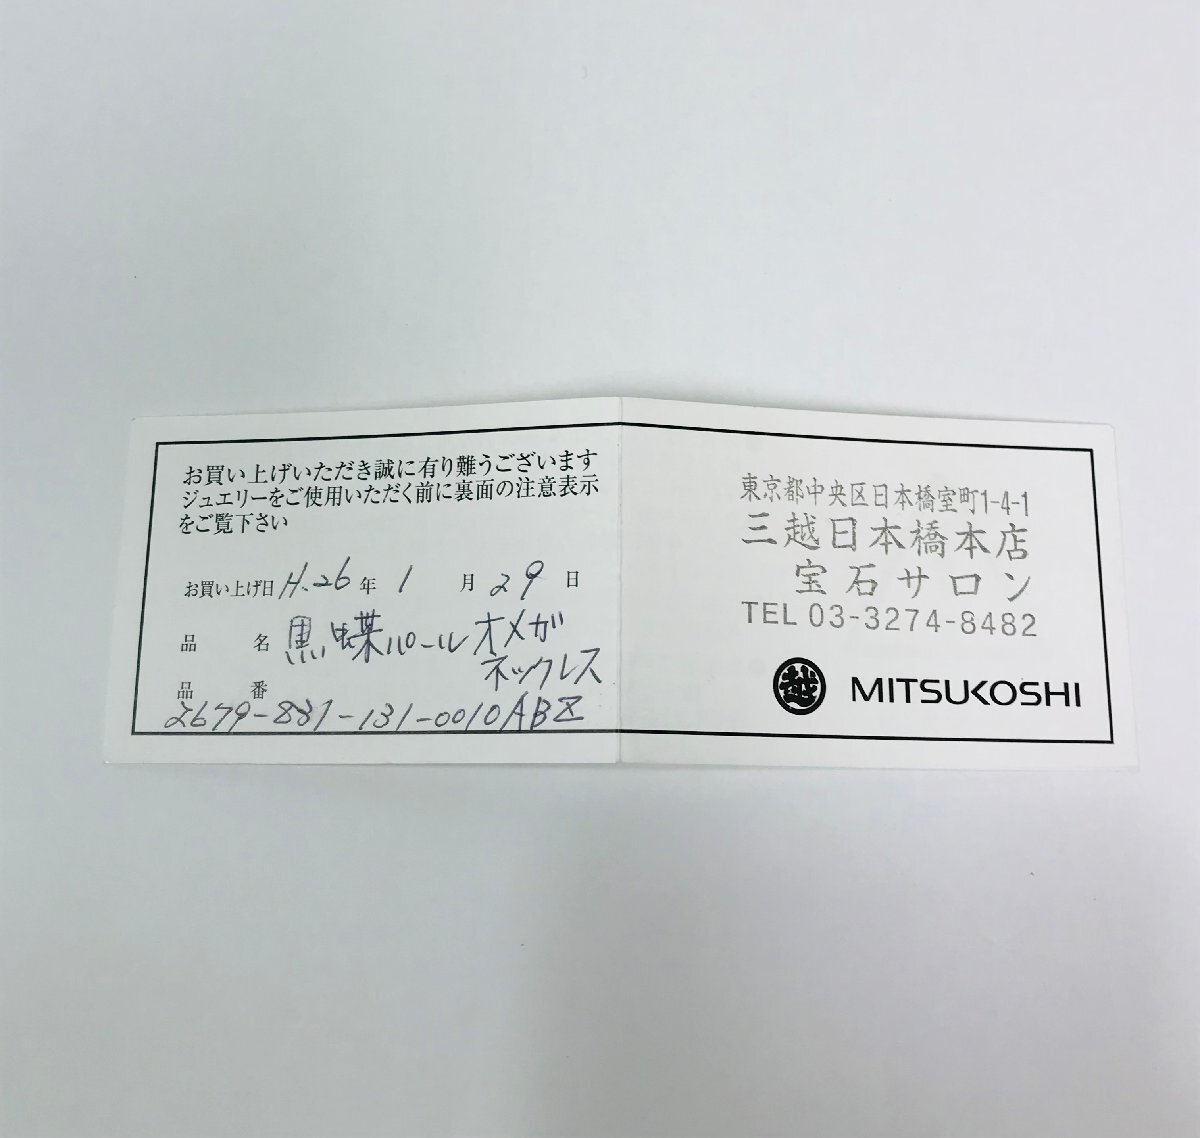 お買い上げいただき誠に有り難うございます
ジュエリーをご使用いただく前に裏面の注意表示
をご覧下さい
お買い上げ日 H.26 年 1 月 29 日
品 名 黒蝶パール オメガ
ネックレス
品 番
2679-887-131-0010ABZ
東京都中央区日本橋室町1-4-1
三越日本橋本店
宝石サロン
TEL 03-3274-8482
越 MITSUKOSHI